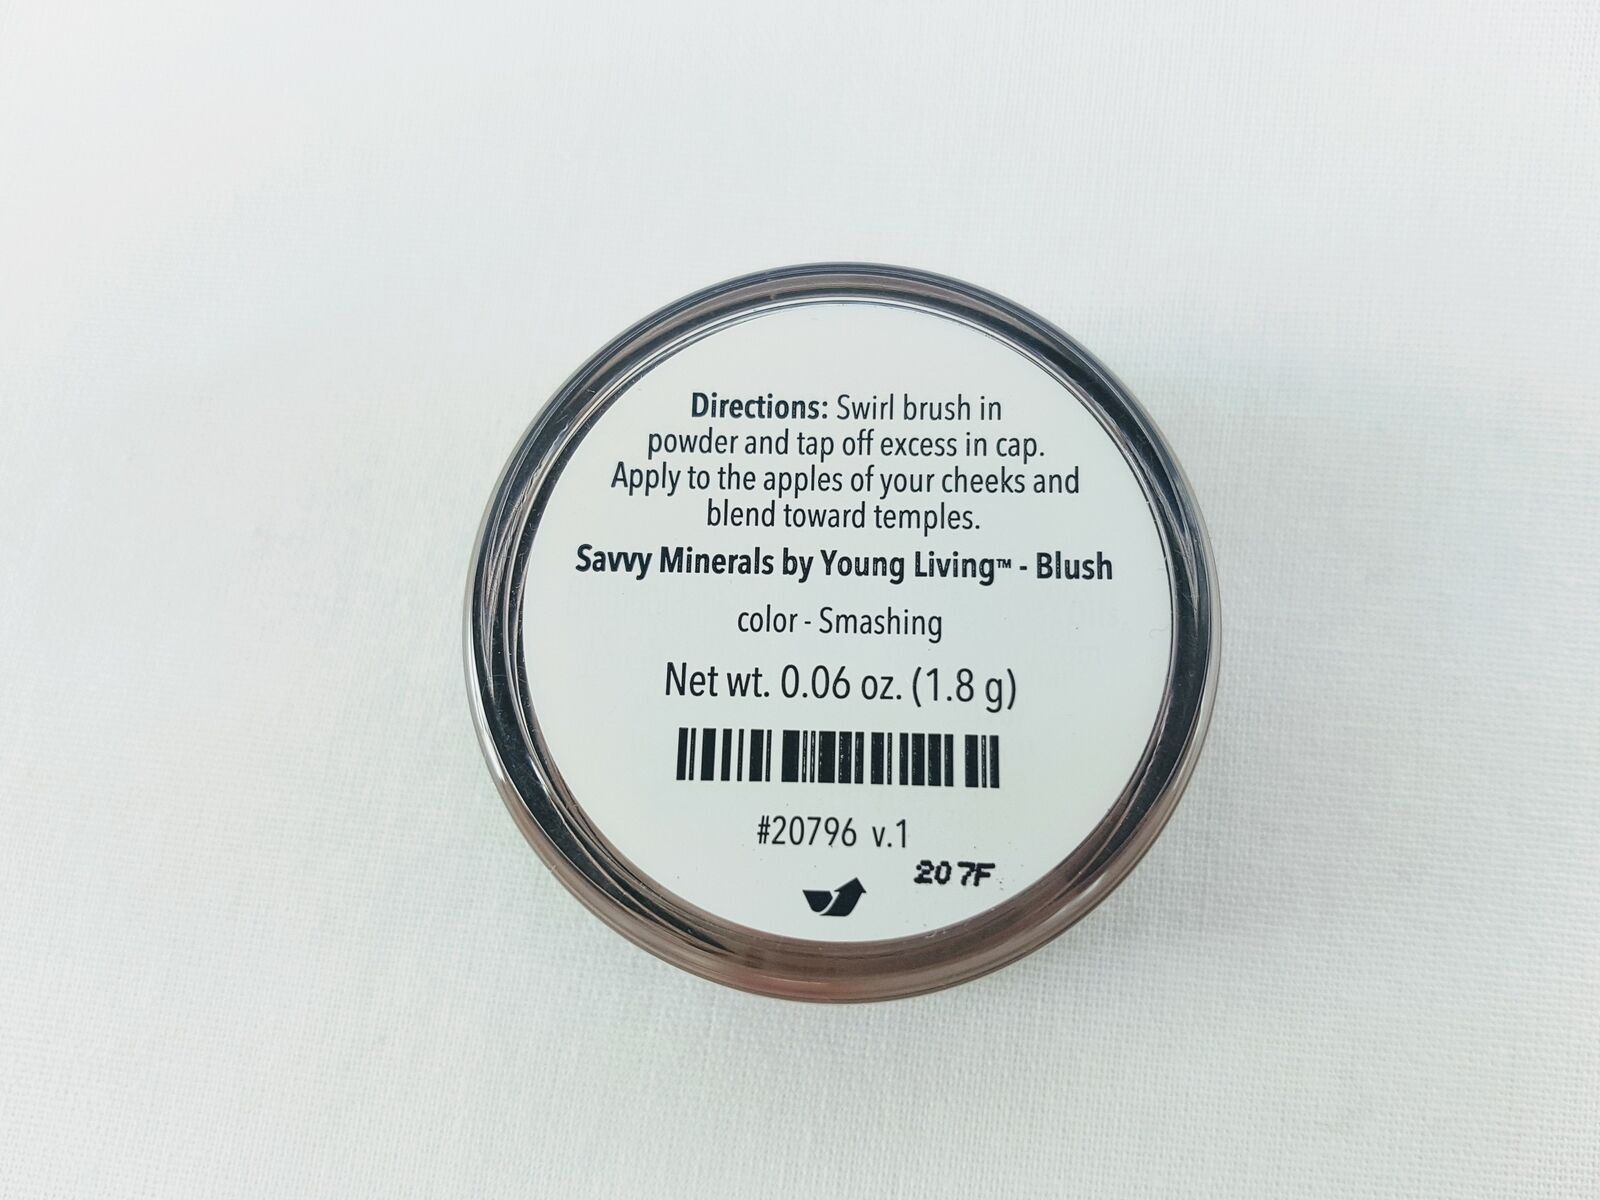 Directions: Swirl brush in
powder and tap off excess in cap.
Apply to the apples of your cheeks and
blend toward temples.
Savvy Minerals by Young Living™ - Blush
color - Smashing
Net wt. 0.06 oz. (1.8 g)
#20796 v.1
207F